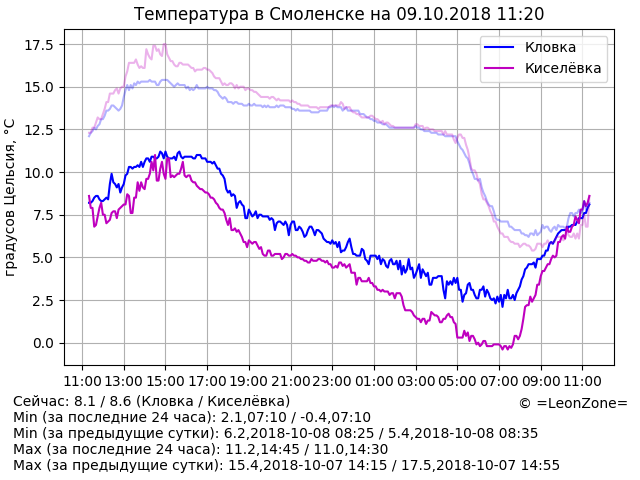 Температура в Смоленске на 09.10.2018 11:20
градусов Цельсия, °C
17.5
15.0
12.5
10.0
7.5
5.0
2.5
0.0
Кловка
Киселёвка
11:00 13:00 15:00 17:00 19:00 21:00 23:00 01:00 03:00 05:00 07:00 09:00 11:00
Сейчас: 8.1 / 8.6 (Кловка / Киселёвка)
© =LeonZone=
Min (за последние 24 часа): 2.1,07:10 / -0.4,07:10
Min (за предыдущие сутки): 6.2,2018-10-08 08:25 / 5.4,2018-10-08 08:35
Max (за последние 24 часа): 11.2,14:45 / 11.0,14:30
Max (за предыдущие сутки): 15.4,2018-10-07 14:15 / 17.5,2018-10-07 14:55